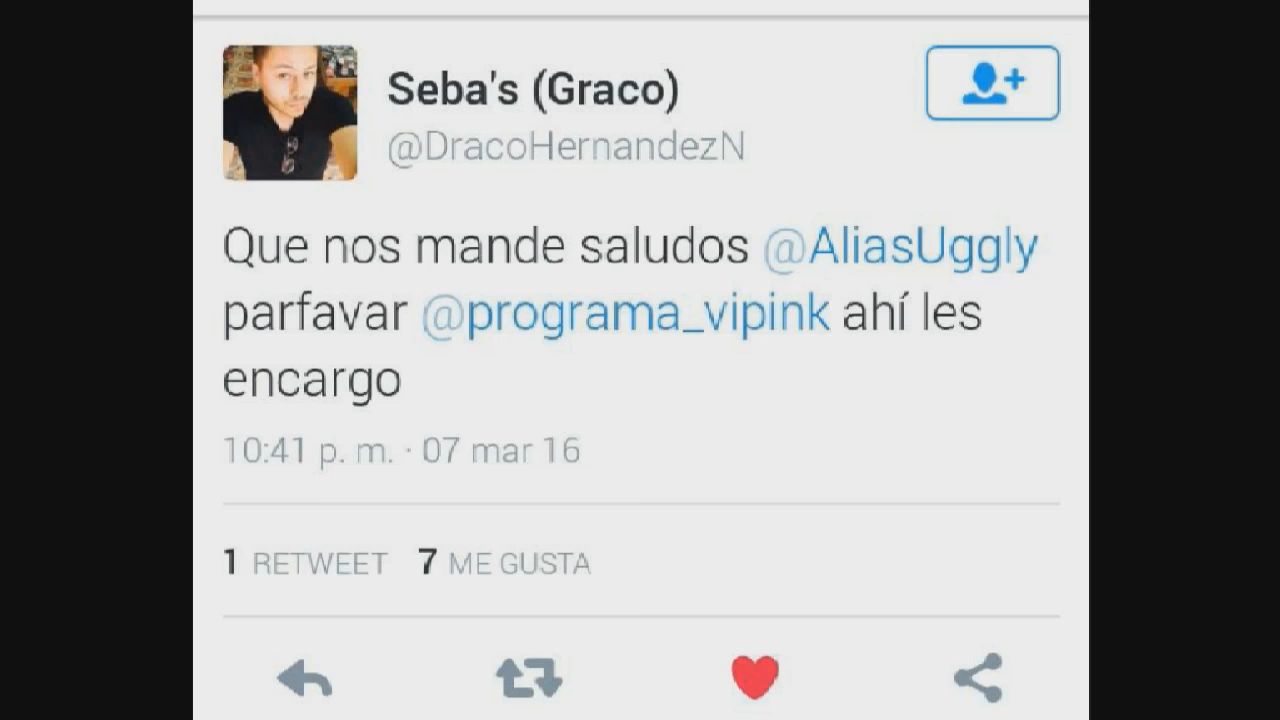 Seba's (Graco)
@DracoHernandezN
Que nos mande saludos @AliasUggly
parfavar @programa_vipink ahí les
encargo
10:41 p. m. · 07 mar 16
1 RETWEET 7 ME GUSTA